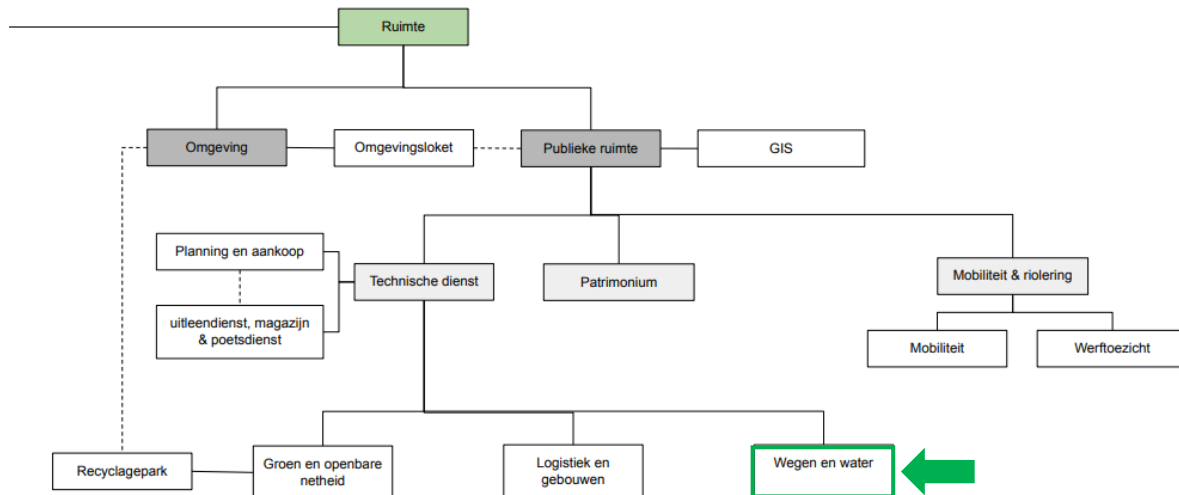 Ruimte
Omgeving
Omgevingsloket
Publieke ruimte
GIS
Planning en aankoop
Technische dienst
Patrimonium
Mobiliteit & riolering
uitleendienst, magazijn
& poetsdienst
Mobiliteit
Werftoezicht
Recyclagepark
Groen en openbare
netheid
Logistiek en
gebouwen
Wegen en water